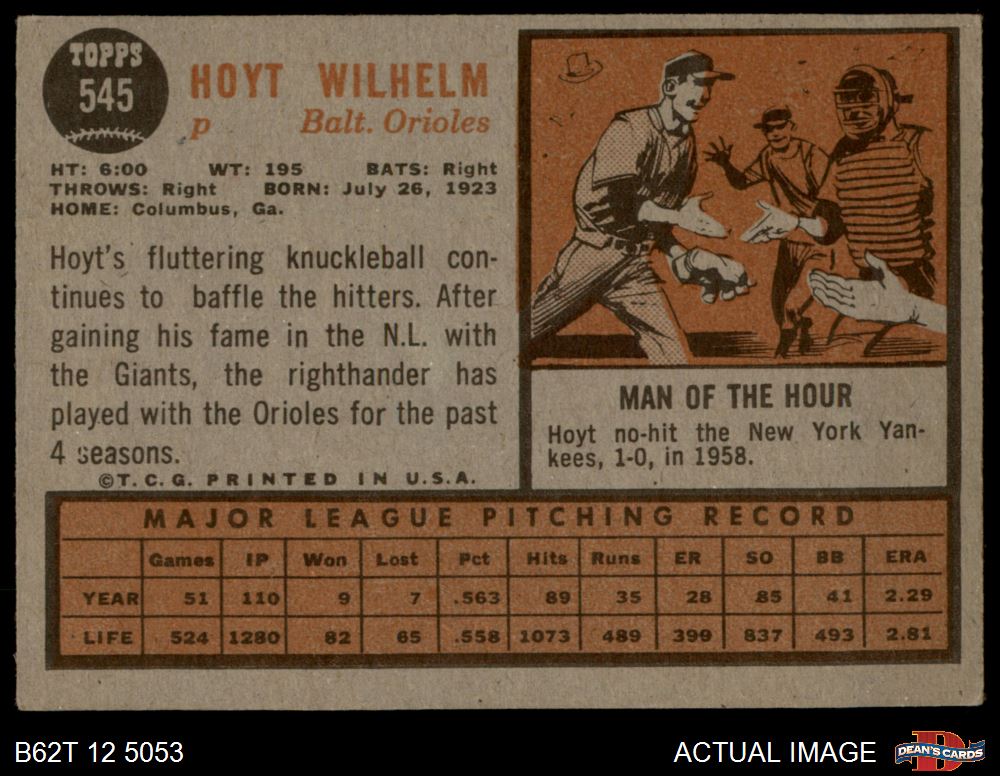 TOPPS
545
HOYT WILHELM
p Balt. Orioles
HT: 6:00 WT: 195 BATS: Right
THROWS: Right BORN: July 26, 1923
HOME: Columbus, Ga.
Hoyt's fluttering knuckleball con-
tinues to baffle the hitters. After
gaining his fame in the N.L. with
the Giants, the righthander has
played with the Orioles for the past
4 seasons.
©T. C. G. PRINTED IN U.S.A.
MAN OF THE HOUR
Hoyt no-hit the New York Yan-
kees, 1-0, in 1958.
MAJOR LEAGUE PITCHING RECORD
Games IP Won Lost Pct Hits Runs ER SO BB ERA
YEAR 51 110 9 7 .563 89 35 28 85 41 2.29
LIFE 524 1280 82 65 .558 1073 489 399 837 493 2.81
B62T 12 5053
ACTUAL IMAGE
DEAN'S CARDS